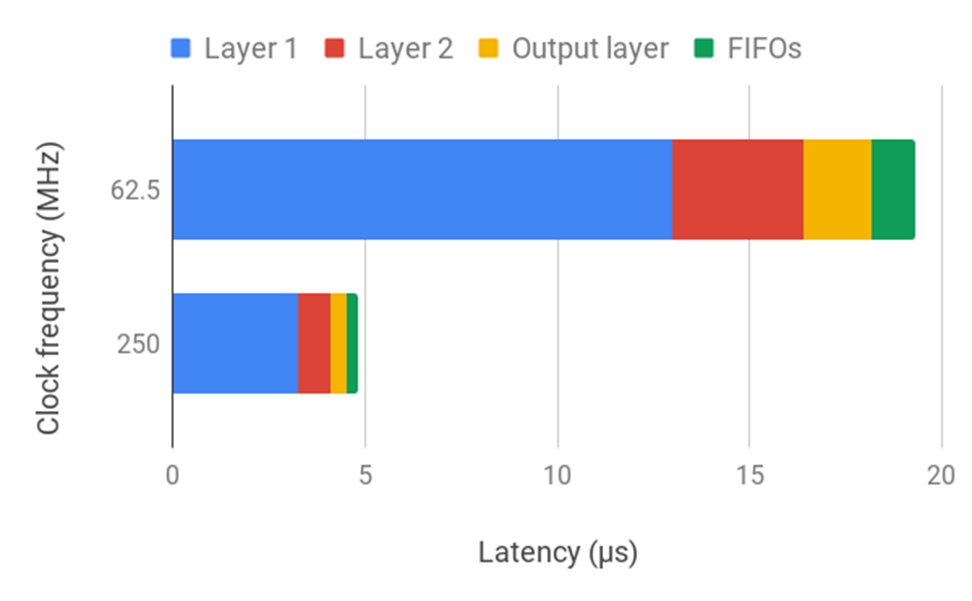 Layer 1 Layer 2 Output layer FIFOs
Clock frequency (MHz)
62.5
250
0 5 10 15 20
Latency (μs)